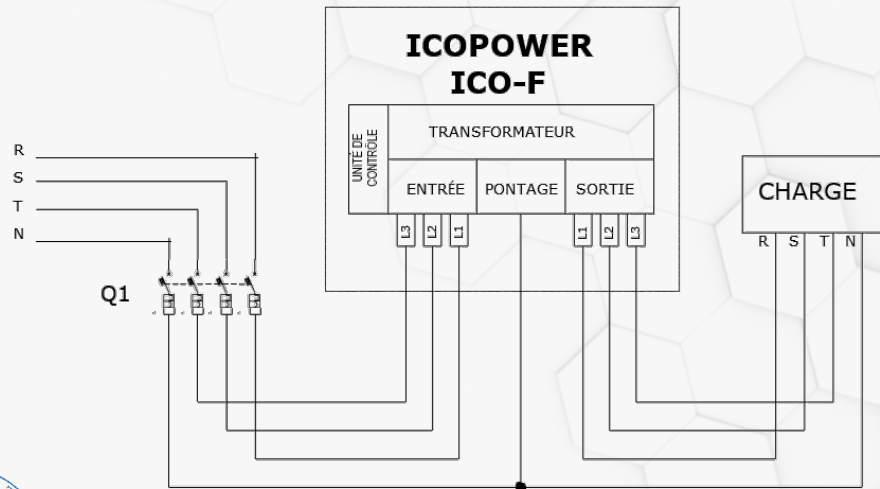 ICOPOWER
ICO-F
UNITÉ DE
CONTRÔLE
TRANSFORMATEUR
ENTRÉE
PONTAGE
SORTIE
L3
L2
L1
L1
L2
L3
R
S
T
N
Q1
CHARGE
R S T N